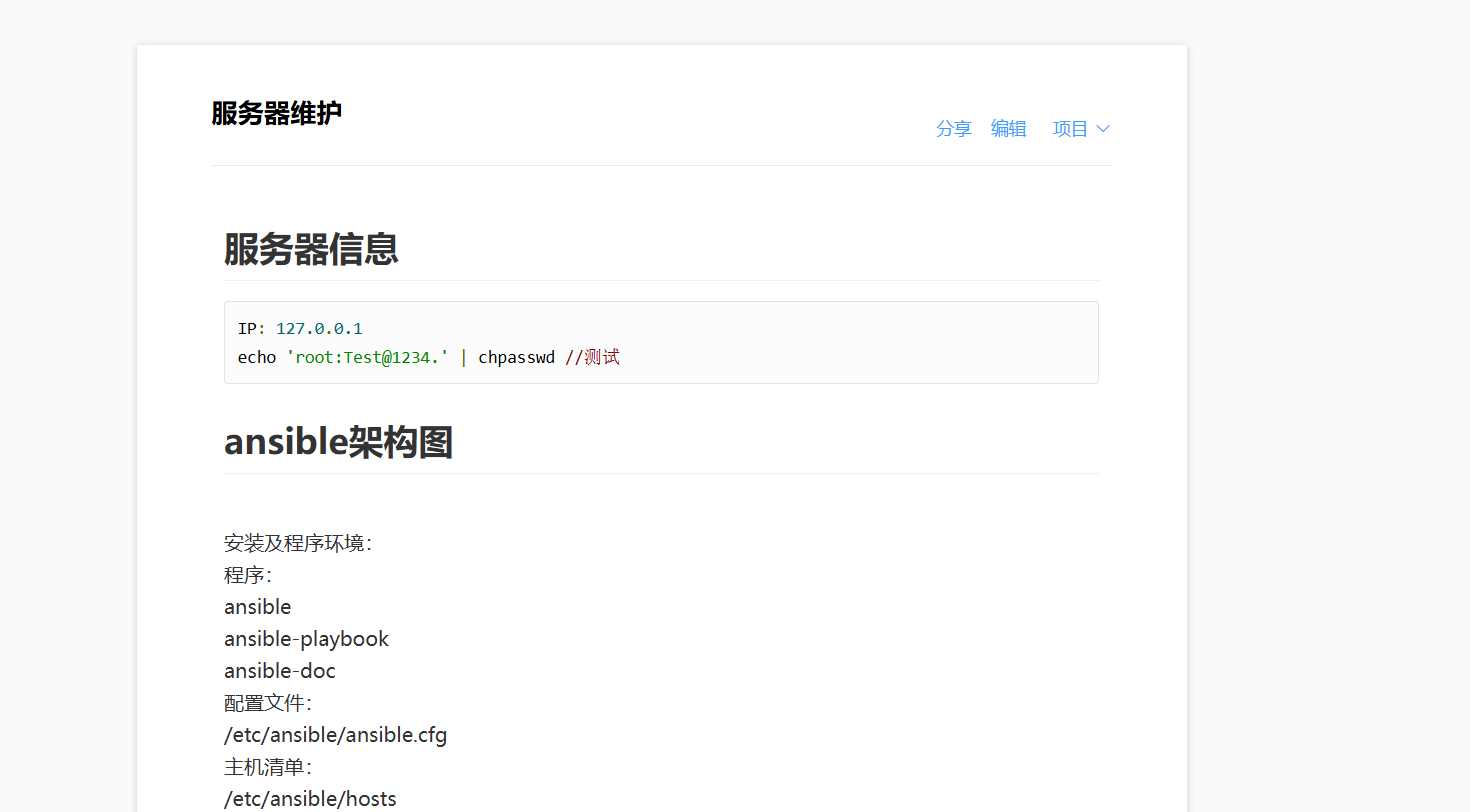 服务器维护
分享 编辑 项目
服务器信息
IP: 127.0.0.1
echo 'root:Test@1234.' | chpasswd //测试
ansible架构图
安装及程序环境：
程序：
ansible
ansible-playbook
ansible-doc
配置文件：
/etc/ansible/ansible.cfg
主机清单：
/etc/ansible/hosts